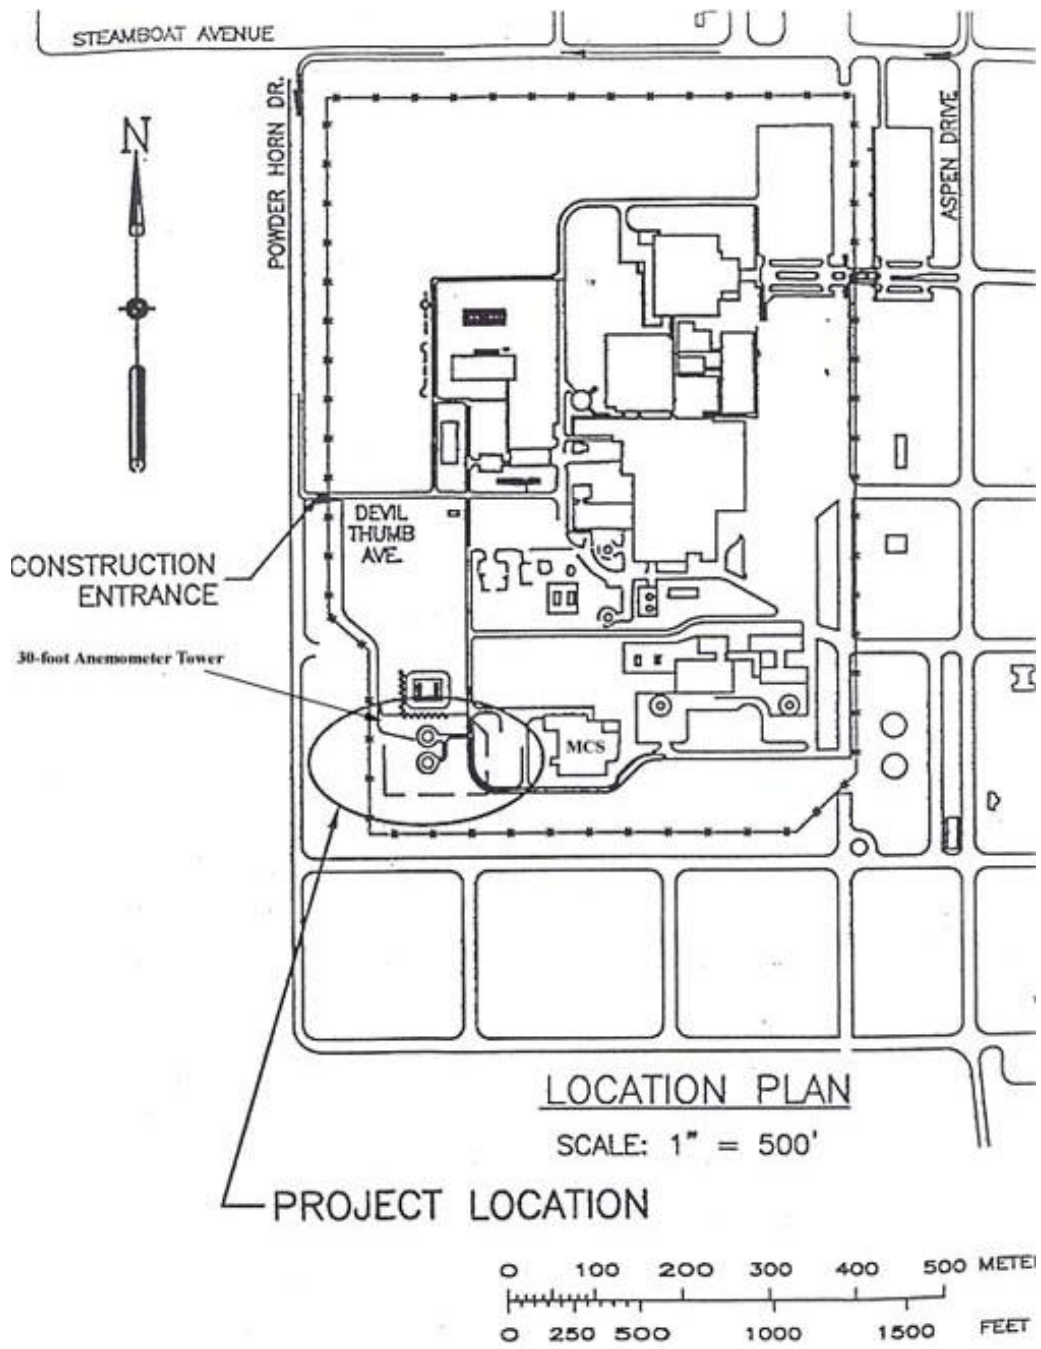 STEAMBOAT AVENUE
N
POWDER HORN DR.
ASPEN DRIVE
DEVIL
THUMB
AVE.
CONSTRUCTION
ENTRANCE
30-foot Anemometer Tower
MCS
LOCATION PLAN
SCALE: 1" = 500'
PROJECT LOCATION
0 100 200 300 400 500 METE
0 250 500 1000 1500 FEET